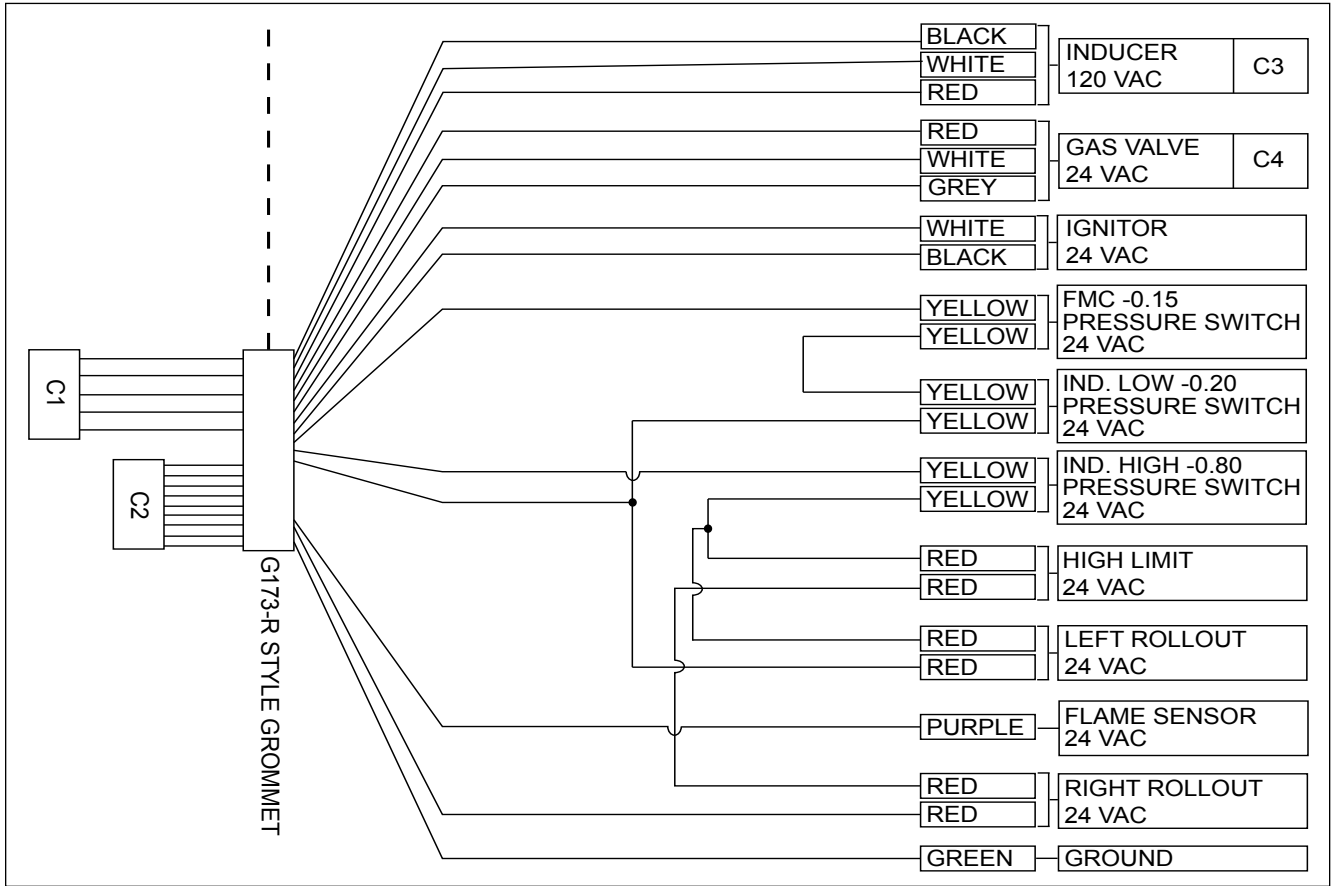 BLACK
WHITE
RED
INDUCER
120 VAC
C3
RED
WHITE
GREY
GAS VALVE
24 VAC
C4
WHITE
BLACK
IGNITOR
24 VAC
YELLOW
YELLOW
FMC -0.15
PRESSURE SWITCH
24 VAC
YELLOW
YELLOW
IND. LOW -0.20
PRESSURE SWITCH
24 VAC
YELLOW
YELLOW
IND. HIGH -0.80
PRESSURE SWITCH
24 VAC
RED
RED
HIGH LIMIT
24 VAC
RED
RED
LEFT ROLLOUT
24 VAC
PURPLE
FLAME SENSOR
24 VAC
RED
RED
RIGHT ROLLOUT
24 VAC
GREEN
GROUND
C1
C2
G173-R STYLE GROMMET